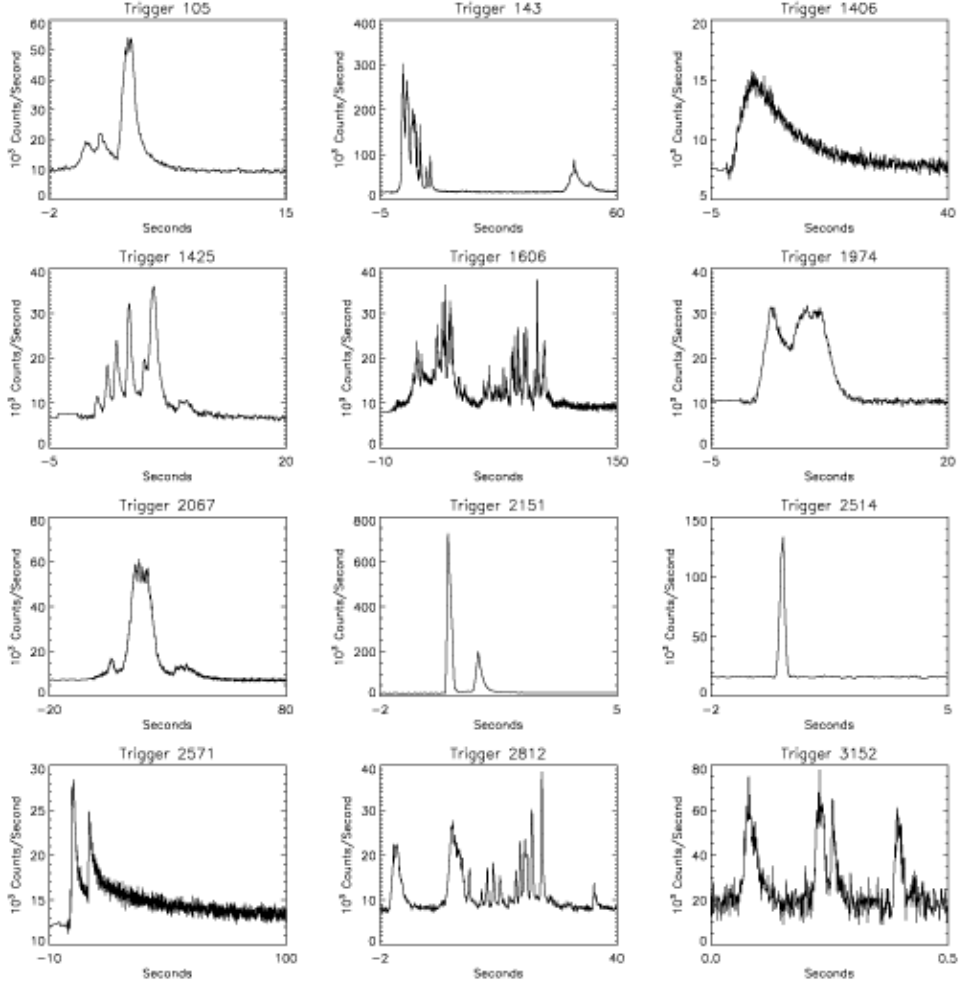 Trigger 105
10³ Counts/Second
60
50
40
30
20
10
0
-2
15
Seconds
Trigger 143
10³ Counts/Second
400
300
200
100
0
-5
60
Seconds
Trigger 1406
10³ Counts/Second
20
15
10
5
-5
40
Seconds
Trigger 1425
10³ Counts/Second
40
30
20
10
0
-5
20
Seconds
Trigger 1606
10³ Counts/Second
40
30
20
10
0
-10
150
Seconds
Trigger 1974
10³ Counts/Second
40
30
20
10
0
-5
20
Seconds
Trigger 2067
10³ Counts/Second
80
60
40
20
0
-20
80
Seconds
Trigger 2151
10³ Counts/Second
800
600
400
200
0
-2
5
Seconds
Trigger 2514
10³ Counts/Second
150
100
50
0
-2
5
Seconds
Trigger 2571
10³ Counts/Second
30
25
20
15
10
-10
100
Seconds
Trigger 2812
10³ Counts/Second
40
30
20
10
0
-2
40
Seconds
Trigger 3152
10³ Counts/Second
80
60
40
20
0
0.0
0.5
Seconds